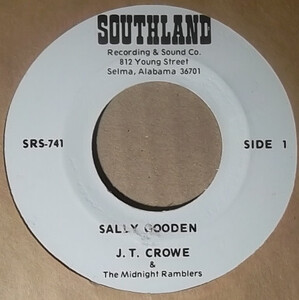 SOUTHLAND
Recording & Sound Co.
812 Young Street
Selma, Alabama 36701
SRS-741
SIDE 1
SALLY GOODEN
J. T. CROWE
&
The Midnight Ramblers